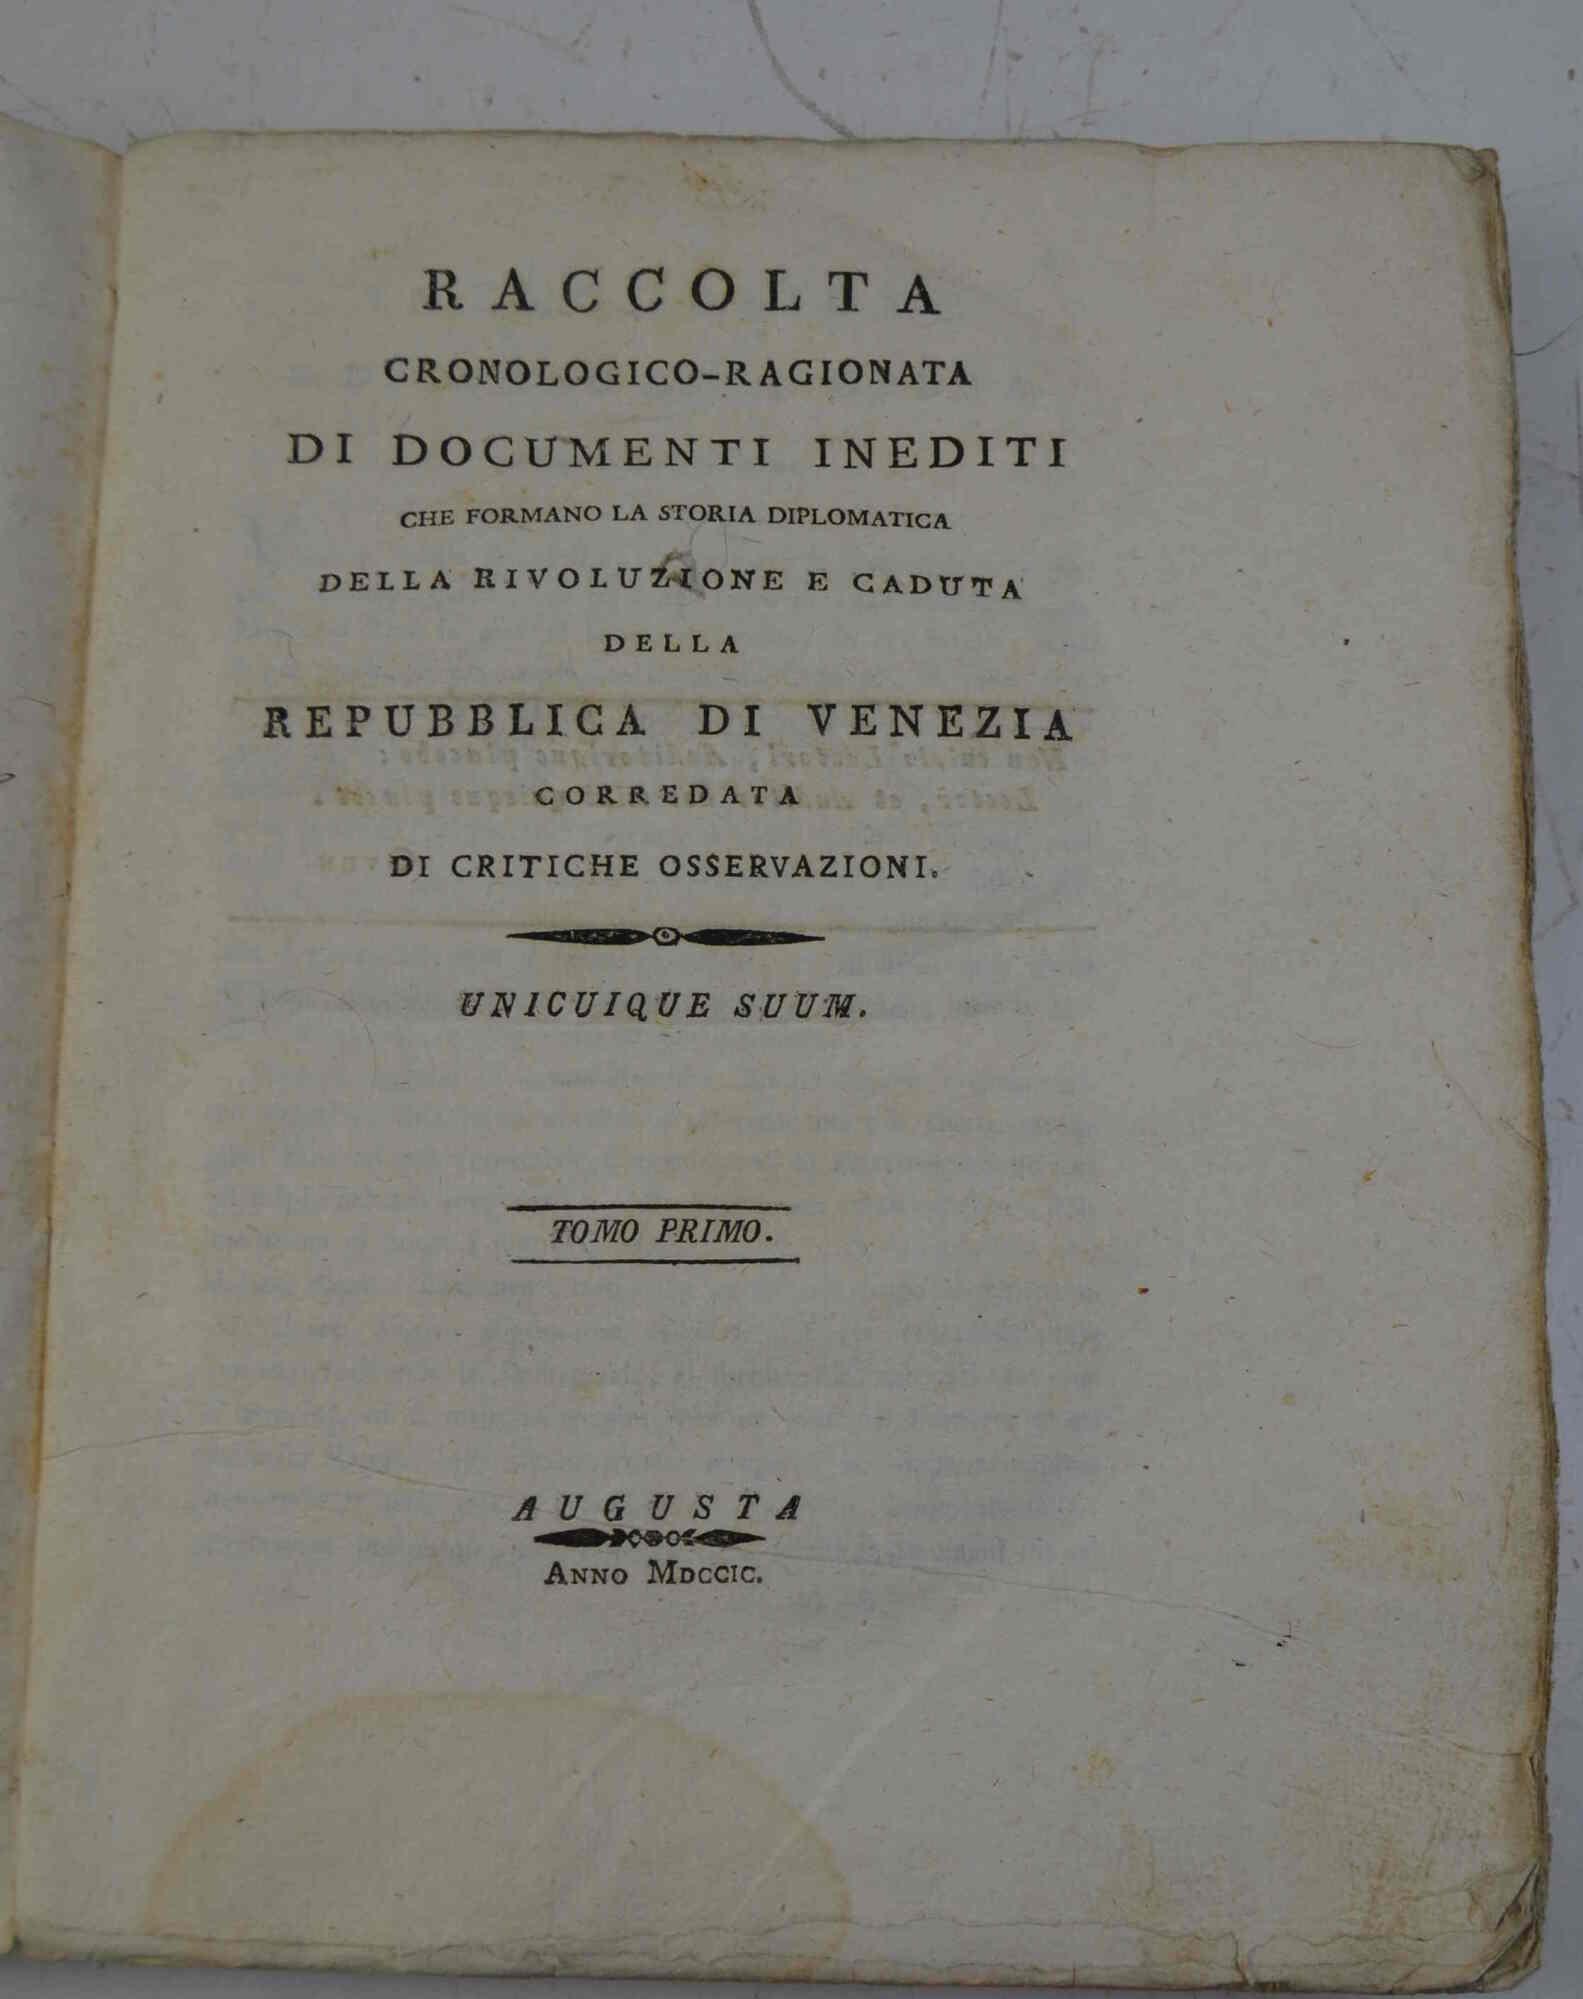 RACCOLTA
CRONOLOGICO-RAGIONATA
DI DOCUMENTI INEDITI
CHE FORMANO LA STORIA DIPLOMATICA
DELLA RIVOLUZIONE E CADUTA
DELLA
REPUBBLICA DI VENEZIA
CORREDATA
DI CRITICHE OSSERVAZIONI.
UNICUIQUE SUUM.
TOMO PRIMO.
AUGUSTA
ANNO MDCCIC.